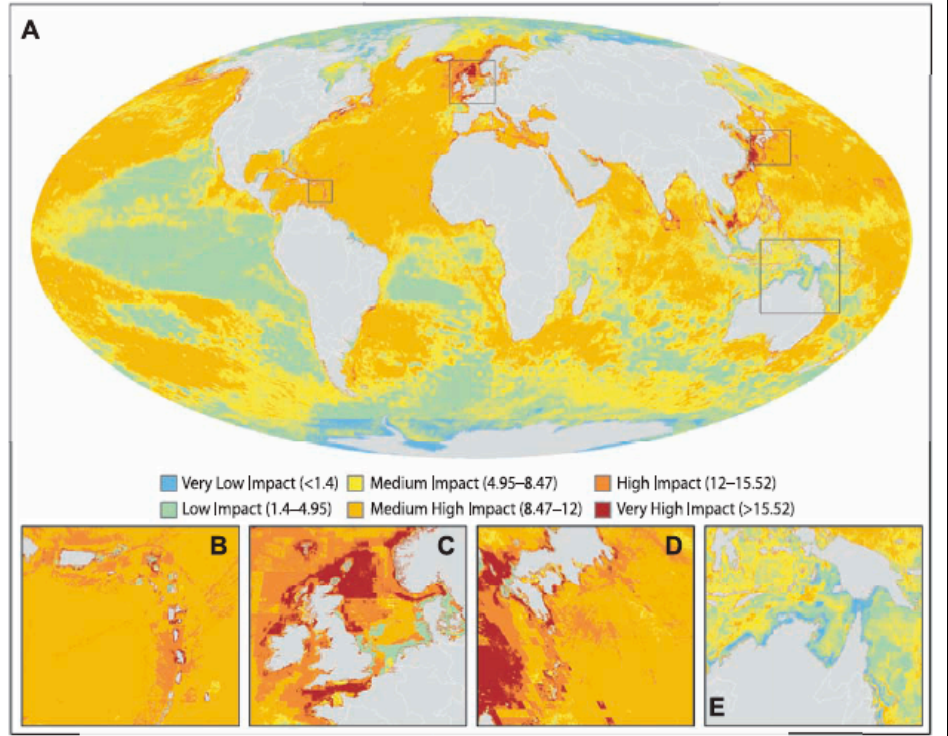 A
Very Low Impact (<1.4) Medium Impact (4.95–8.47) High Impact (12–15.52)
Low Impact (1.4–4.95) Medium High Impact (8.47–12) Very High Impact (>15.52)
B C D
E